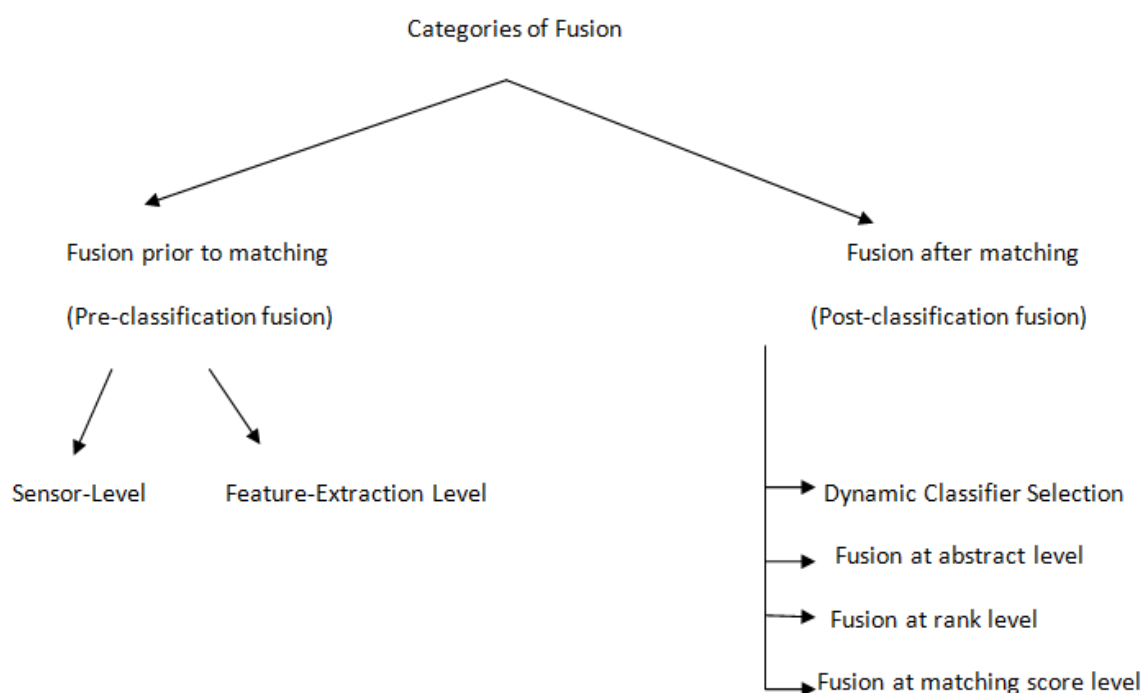 Categories of Fusion
Fusion prior to matching
(Pre-classification fusion)
Sensor-Level
Feature-Extraction Level
Fusion after matching
(Post-classification fusion)
Dynamic Classifier Selection
Fusion at abstract level
Fusion at rank level
Fusion at matching score level